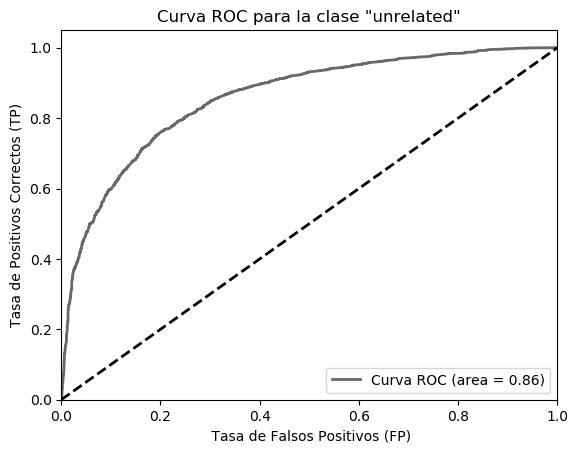 Curva ROC para la clase "unrelated"
Tasa de Positivos Correctos (TP)
1.0
0.8
0.6
0.4
0.2
0.0
Curva ROC (area = 0.86)
0.0 0.2 0.4 0.6 0.8 1.0
Tasa de Falsos Positivos (FP)